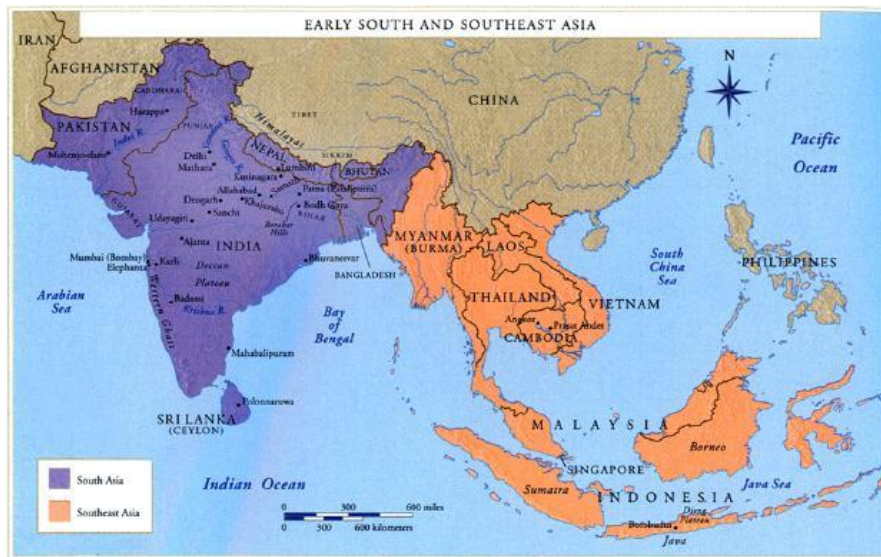 EARLY SOUTH AND SOUTHEAST ASIA
IRAN
AFGHANISTAN
GANDHARA
Harappa
PUNJAB
PAKISTAN
Indus R.
Mohenjo-daro
TIBET
Himalayas
CHINA
N
Pacific
Ocean
Delhi
Mathura
Ganges R.
NEPAL
Lumbini
SIKKIM
BHUTAN
Kusinagara
Allahabad
Sarnath
Patna (Pataliputra)
Deogarh
Khajuraho
Bodh Gaya
BIHAR
Sanchi
Barabar
Hills
GUJARAT
Udayagiri
Ajanta
INDIA
Mumbai (Bombay)
Elephanta
Karli
Deccan
Plateau
Bhuvanesvar
BANGLADESH
MYANMAR
(BURMA)
LAOS
THAILAND
VIETNAM
Angkor
Prasat Andet
CAMBODIA
South
China
Sea
PHILIPPINES
Arabian
Sea
Western Ghats
Badami
Krishna R.
Bay
of
Bengal
Mahabalipuram
Polonnaruwa
SRI LANKA
(CEYLON)
MALAYSIA
Borneo
SINGAPORE
Sumatra
INDONESIA
Java Sea
Dieng
Plateau
Borobudur
Java
Indian Ocean
South Asia
Southeast Asia
0 300 600 miles
0 300 600 kilometers